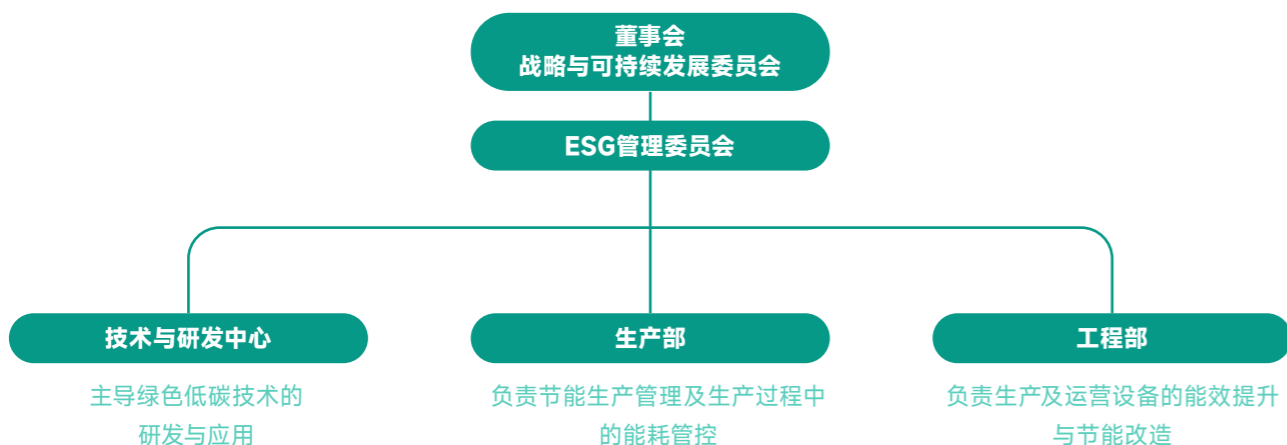 董事会
战略与可持续发展委员会
ESG管理委员会
技术与研发中心
主导绿色低碳技术的
研发与应用
生产部
负责节能生产管理及生产过程中
的能耗管控
工程部
负责生产及运营设备的能效提升
与节能改造